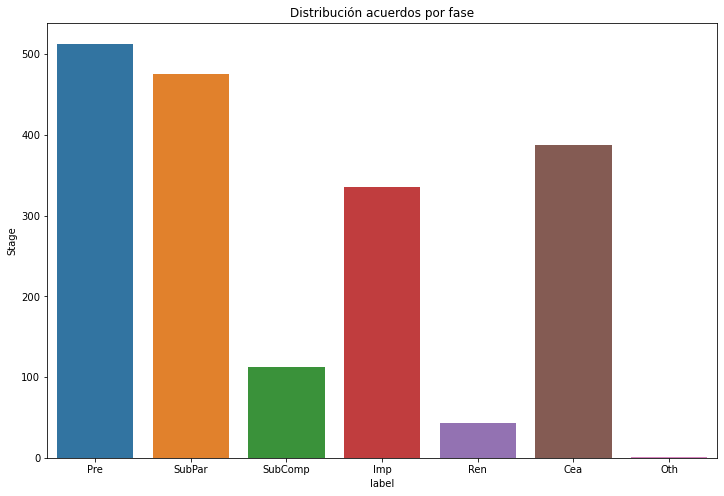 Distribución acuerdos por fase
500
400
300
200
100
0
Stage
Pre SubPar SubComp Imp Ren Cea Oth
label